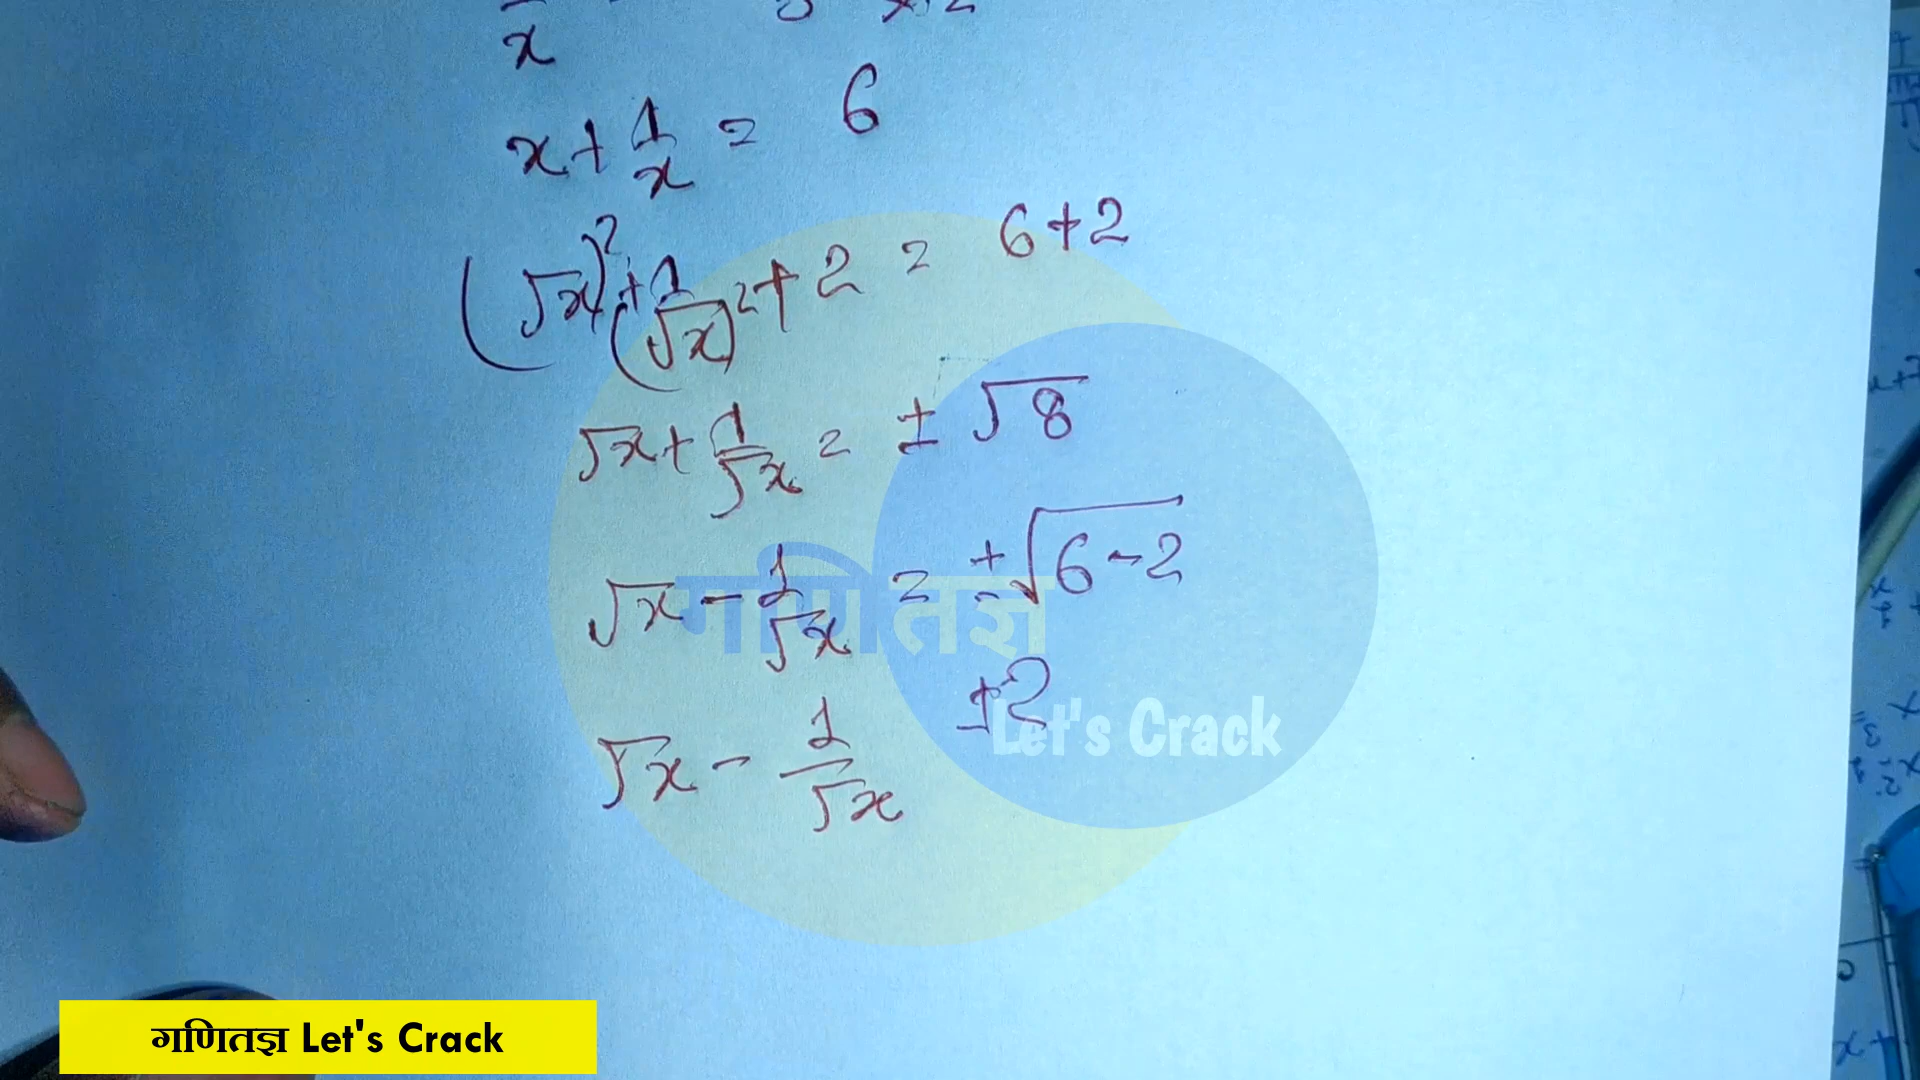 x
x + 1/x = 6
(√x)² + 1/(√x)² + 2 = 6+2
√x + 1/√x = ± √8
√x - 1/√x = ± √6-2
√x - 1/√x ±2
गणितज्ञ
Let's Crack
गणितज्ञ Let's Crack